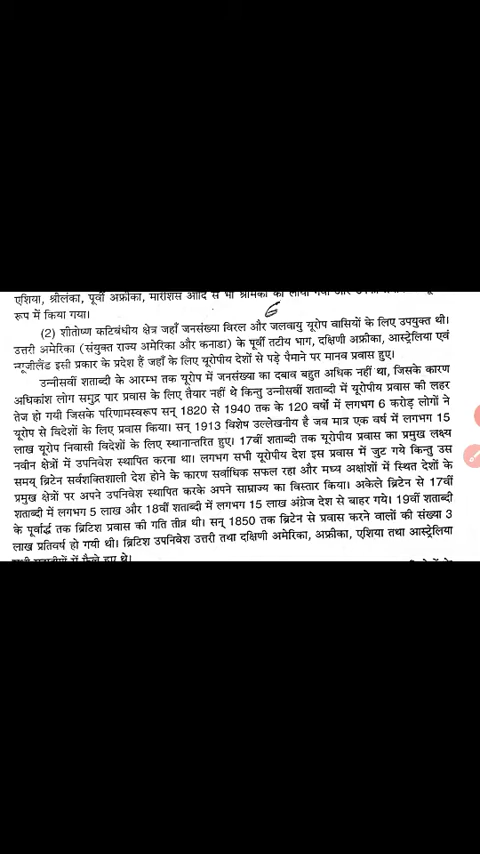 एशिया, श्रीलंका, पूर्वी अफ्रीका, मारीशस आदि से भी श्रमिकों को लाया गया और
रूप में किया गया।
(2) शीतोष्ण कटिबंधीय क्षेत्र जहाँ जनसंख्या विरल और जलवायु यूरोप वासियों के लिए उपयुक्त थी।
उत्तरी अमेरिका (संयुक्त राज्य अमेरिका और कनाडा) के पूर्वी तटीय भाग, दक्षिणी अफ्रीका, आस्ट्रेलिया एवं
न्यूजीलैंड इसी प्रकार के प्रदेश हैं जहाँ के लिए यूरोपीय देशों से पड़े पैमाने पर मानव प्रवास हुए।
उन्नीसवीं शताब्दी के आरम्भ तक यूरोप में जनसंख्या का दबाव बहुत अधिक नहीं था, जिसके कारण
अधिकांश लोग समुद्र पार प्रवास के लिए तैयार नहीं थे किन्तु उन्नीसवीं शताब्दी में यूरोपीय प्रवास की लहर
तेज हो गयी जिसके परिणामस्वरूप सन् 1820 से 1940 तक के 120 वर्षों में लगभग 6 करोड़ लोगों ने
यूरोप से विदेशों के लिए प्रवास किया। सन् 1913 विशेष उल्लेखनीय है जब मात्र एक वर्ष में लगभग 15
लाख यूरोप निवासी विदेशों के लिए स्थानान्तरित हुए। 17वीं शताब्दी तक यूरोपीय प्रवास का प्रमुख लक्ष्य
नवीन क्षेत्रों में उपनिवेश स्थापित करना था। लगभग सभी यूरोपीय देश इस प्रवास में जुट गये किन्तु उस
समय ब्रिटेन सर्वशक्तिशाली देश होने के कारण सर्वाधिक सफल रहा और मध्य अक्षांशों में स्थित देशों के
प्रमुख क्षेत्रों पर अपने उपनिवेश स्थापित करके अपने साम्राज्य का विस्तार किया। अकेले ब्रिटेन से 17वीं
शताब्दी में लगभग 5 लाख और 18वीं शताब्दी में लगभग 15 लाख अंग्रेज देश से बाहर गये। 19वीं शताब्दी
के पूर्वार्द्ध तक ब्रिटिश प्रवास की गति तीव्र थी। सन् 1850 तक ब्रिटेन से प्रवास करने वालों की संख्या 3
लाख प्रतिवर्ष हो गयी थी। ब्रिटिश उपनिवेश उत्तरी तथा दक्षिणी अमेरिका, अफ्रीका, एशिया तथा आस्ट्रेलिया
में फैले हुए थे।